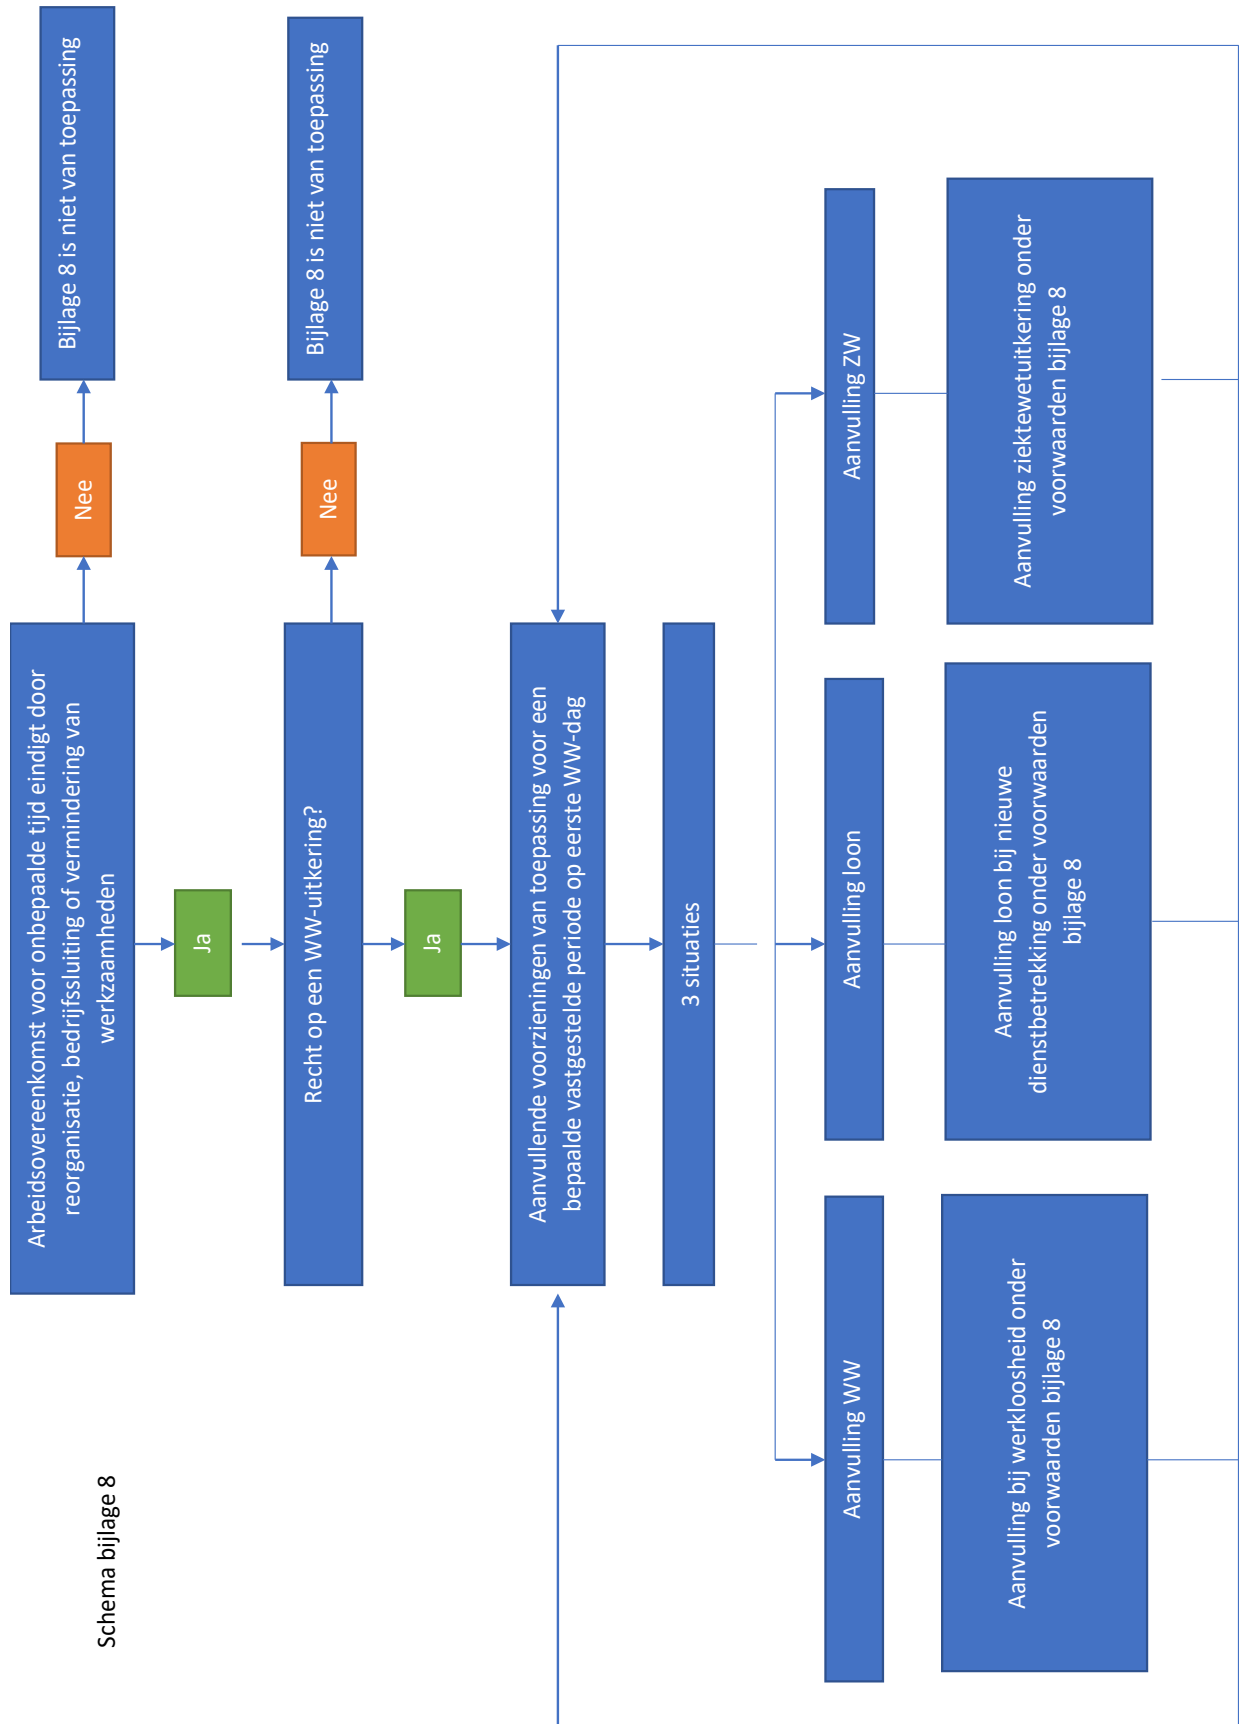 Schema bijlage 8
Arbeidsovereenkomst voor onbepaalde tijd eindigt door
reorganisatie, bedrijfssluiting of vermindering van
werkzaamheden
Nee
Bijlage 8 is niet van toepassing
Ja
Recht op een WW-uitkering?
Nee
Bijlage 8 is niet van toepassing
Ja
Aanvullende voorzieningen van toepassing voor een
bepaalde vastgestelde periode op eerste WW-dag
3 situaties
Aanvulling WW
Aanvulling loon
Aanvulling ZW
Aanvulling bij werkloosheid onder
voorwaarden bijlage 8
Aanvulling loon bij nieuwe
dienstbetrekking onder voorwaarden
bijlage 8
Aanvulling ziektewetuitkering onder
voorwaarden bijlage 8